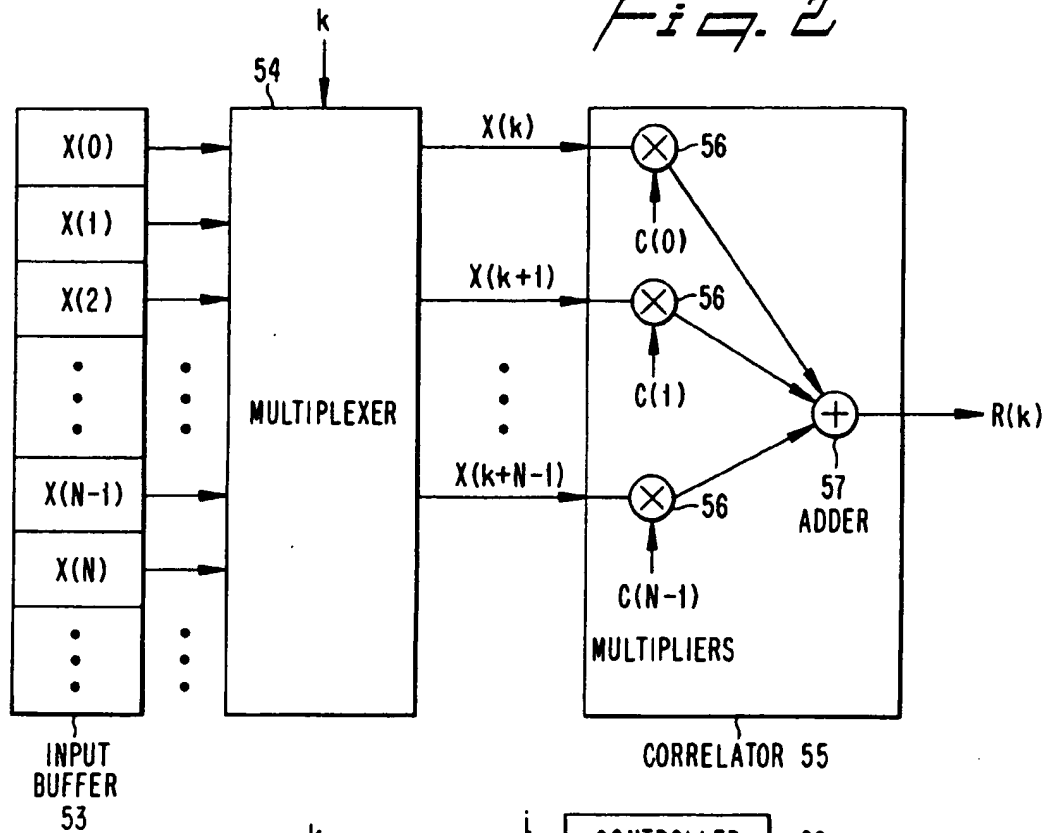 Fig. 2
k
54
X(0)
X(k)
56
X(1)
C(0)
X(2)
X(k+1)
56
MULTIPLEXER
C(1)
R(k)
X(N-1)
X(k+N-1)
56
57
ADDER
X(N)
C(N-1)
MULTIPLIERS
INPUT
BUFFER
53
CORRELATOR 55
k
i
CONTROLLER